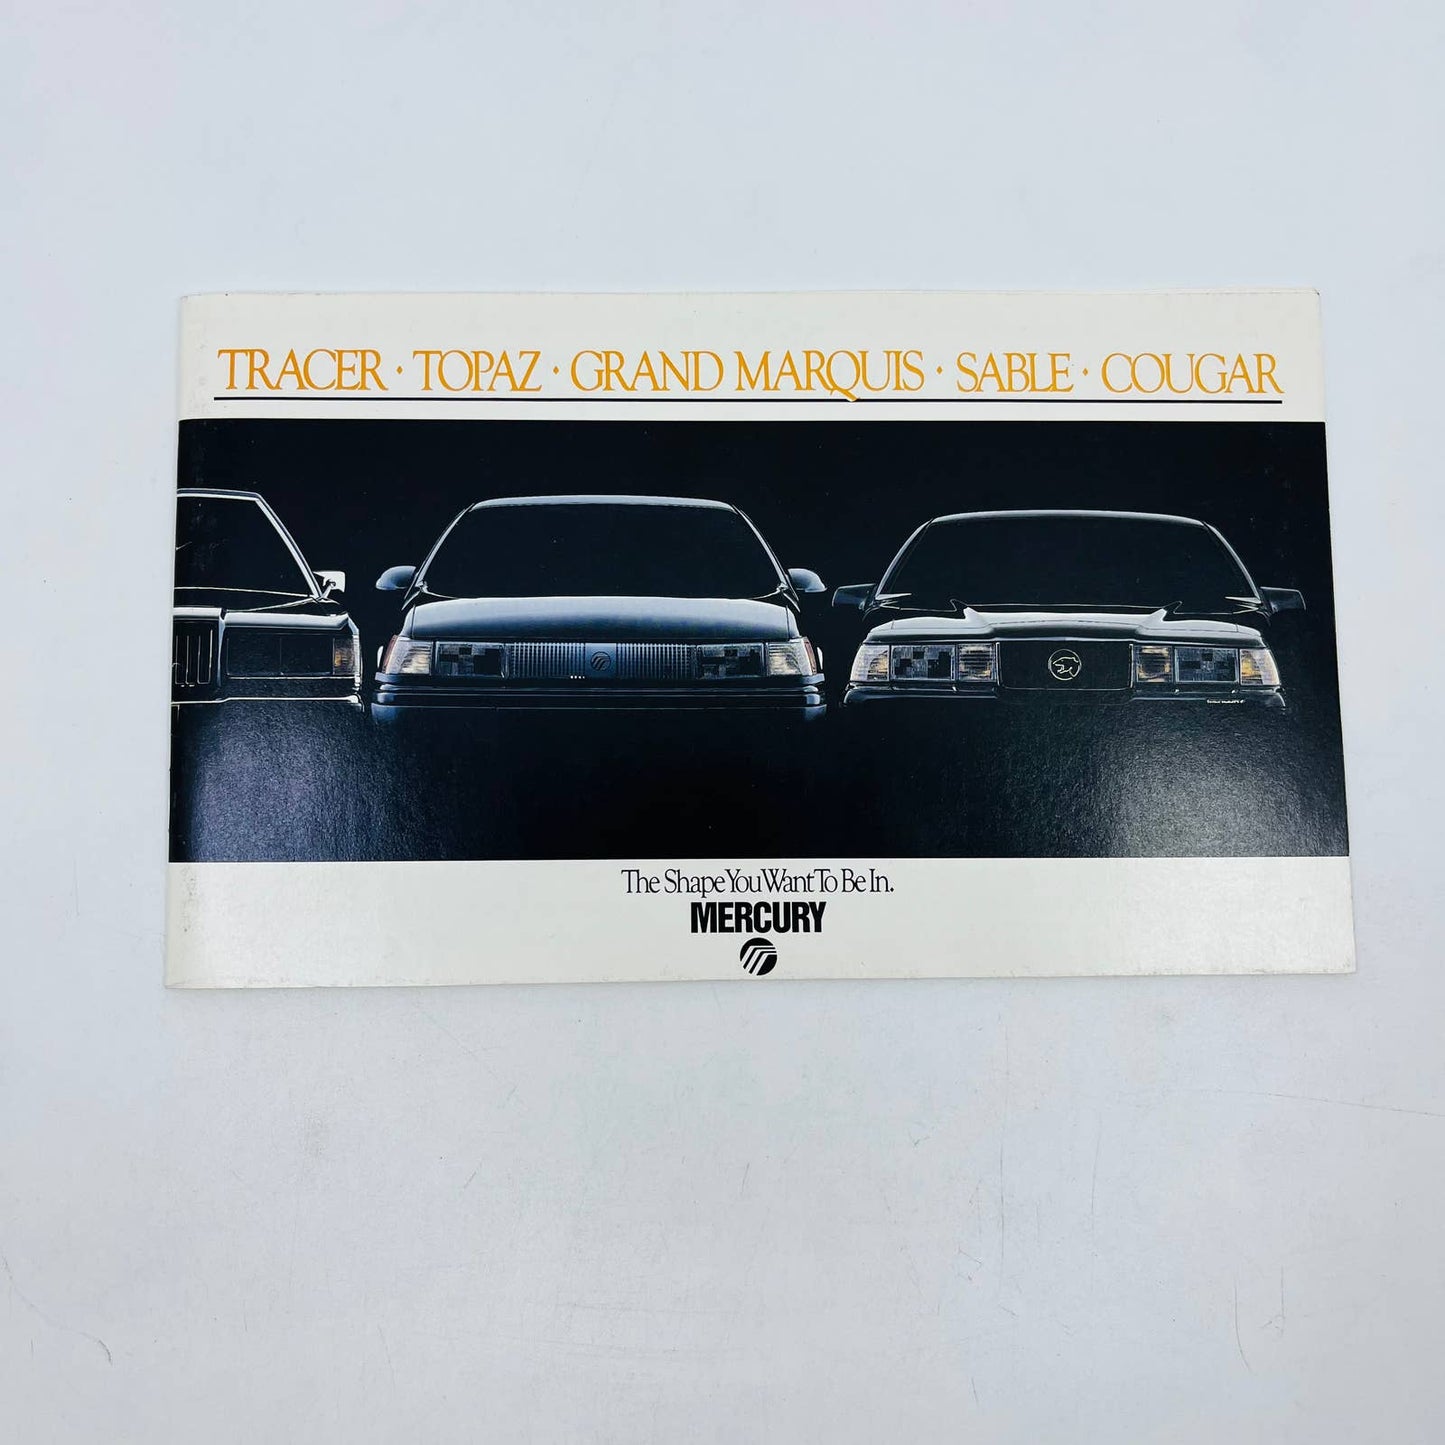 TRACER · TOPAZ · GRAND MARQUIS · SABLE · COUGAR
The Shape You Want To Be In.
MERCURY